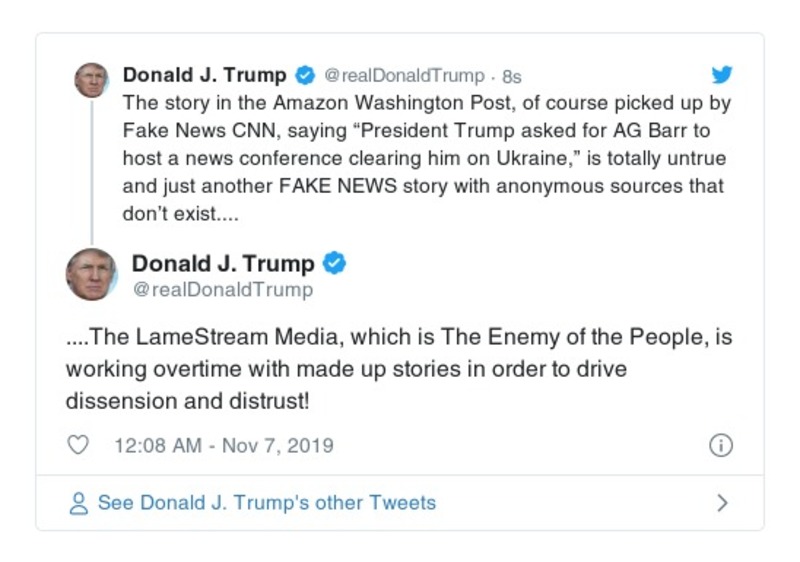 Donald J. Trump @realDonaldTrump · 8s
The story in the Amazon Washington Post, of course picked up by
Fake News CNN, saying “President Trump asked for AG Barr to
host a news conference clearing him on Ukraine,” is totally untrue
and just another FAKE NEWS story with anonymous sources that
don’t exist....
Donald J. Trump
@realDonaldTrump
....The LameStream Media, which is The Enemy of the People, is
working overtime with made up stories in order to drive
dissension and distrust!
12:08 AM - Nov 7, 2019
See Donald J. Trump's other Tweets